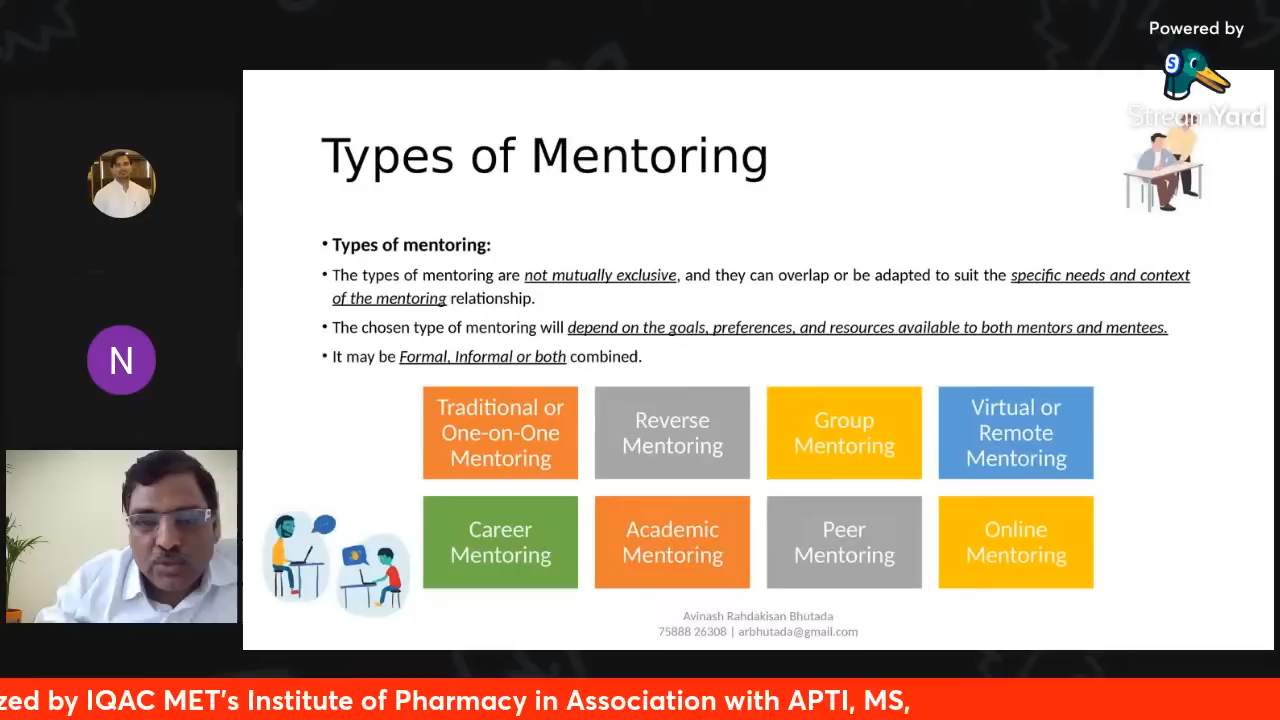 Powered by
StreamYard
Types of Mentoring
N
• Types of mentoring:
• The types of mentoring are not mutually exclusive, and they can overlap or be adapted to suit the specific needs and context
of the mentoring relationship.
• The chosen type of mentoring will depend on the goals, preferences, and resources available to both mentors and mentees.
• It may be Formal, Informal or both combined.
Traditional or
One-on-One
Mentoring
Reverse
Mentoring
Group
Mentoring
Virtual or
Remote
Mentoring
Career
Mentoring
Academic
Mentoring
Peer
Mentoring
Online
Mentoring
Avinash Rahdakisan Bhutada
75888 26308 | arbhutada@gmail.com
zed by IQAC MET's Institute of Pharmacy in Association with APTI, MS,